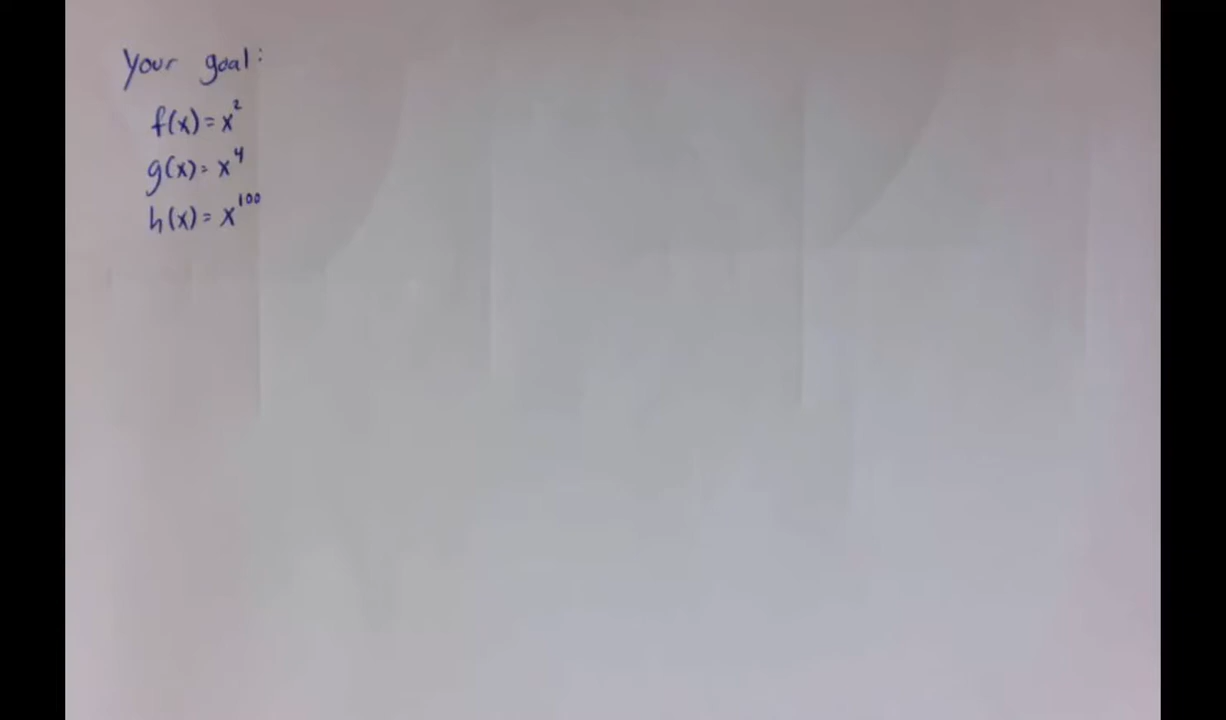 Your goal:
f(x) = x²
g(x) = x⁴
h(x) = x¹⁰⁰